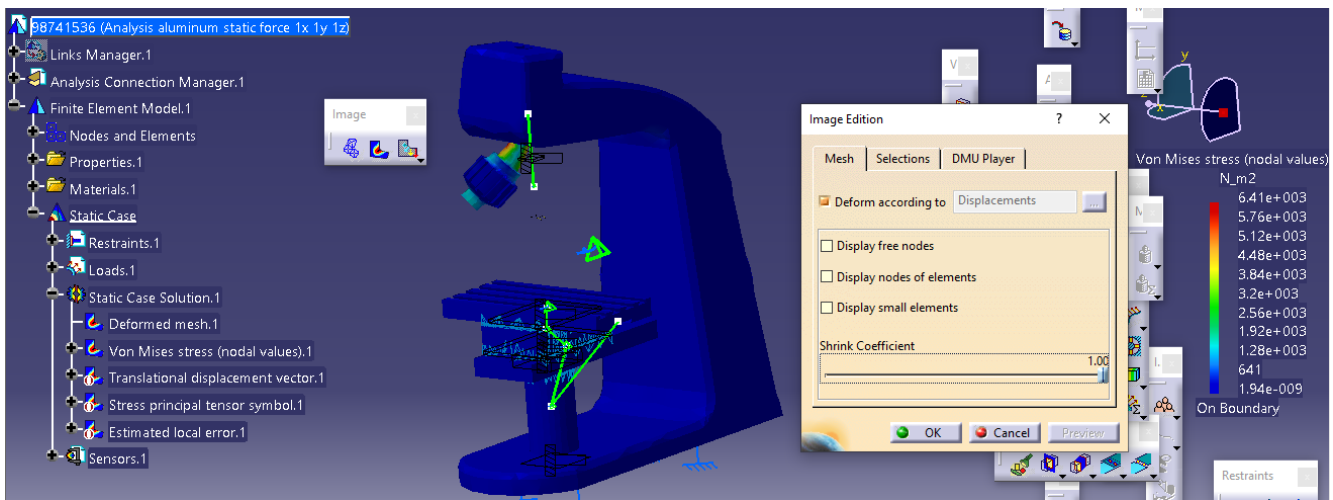 98741536 (Analysis aluminum static force 1x 1y 1z)
Links Manager.1
Analysis Connection Manager.1
Finite Element Model.1
Nodes and Elements
Properties.1
Materials.1
Static Case
Restraints.1
Loads.1
Static Case Solution.1
Deformed mesh.1
Von Mises stress (nodal values).1
Translational displacement vector.1
Stress principal tensor symbol.1
Estimated local error.1
Sensors.1
Image
Image Edition
?
Mesh
Selections
DMU Player
Deform according to
Displacements
...
Display free nodes
Display nodes of elements
Display small elements
Shrink Coefficient
1.00
OK
Cancel
Preview
y
x
z
Von Mises stress (nodal values)
N_m2
6.41e+003
5.76e+003
5.12e+003
4.48e+003
3.84e+003
3.2e+003
2.56e+003
1.92e+003
1.28e+003
641
1.94e-009
On Boundary
Restraints